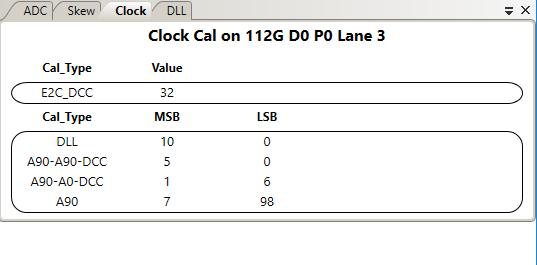 ADC Skew Clock DLL
Clock Cal on 112G D0 P0 Lane 3
Cal_Type Value
E2C_DCC 32
Cal_Type MSB LSB
DLL 10 0
A90-A90-DCC 5 0
A90-A0-DCC 1 6
A90 7 98